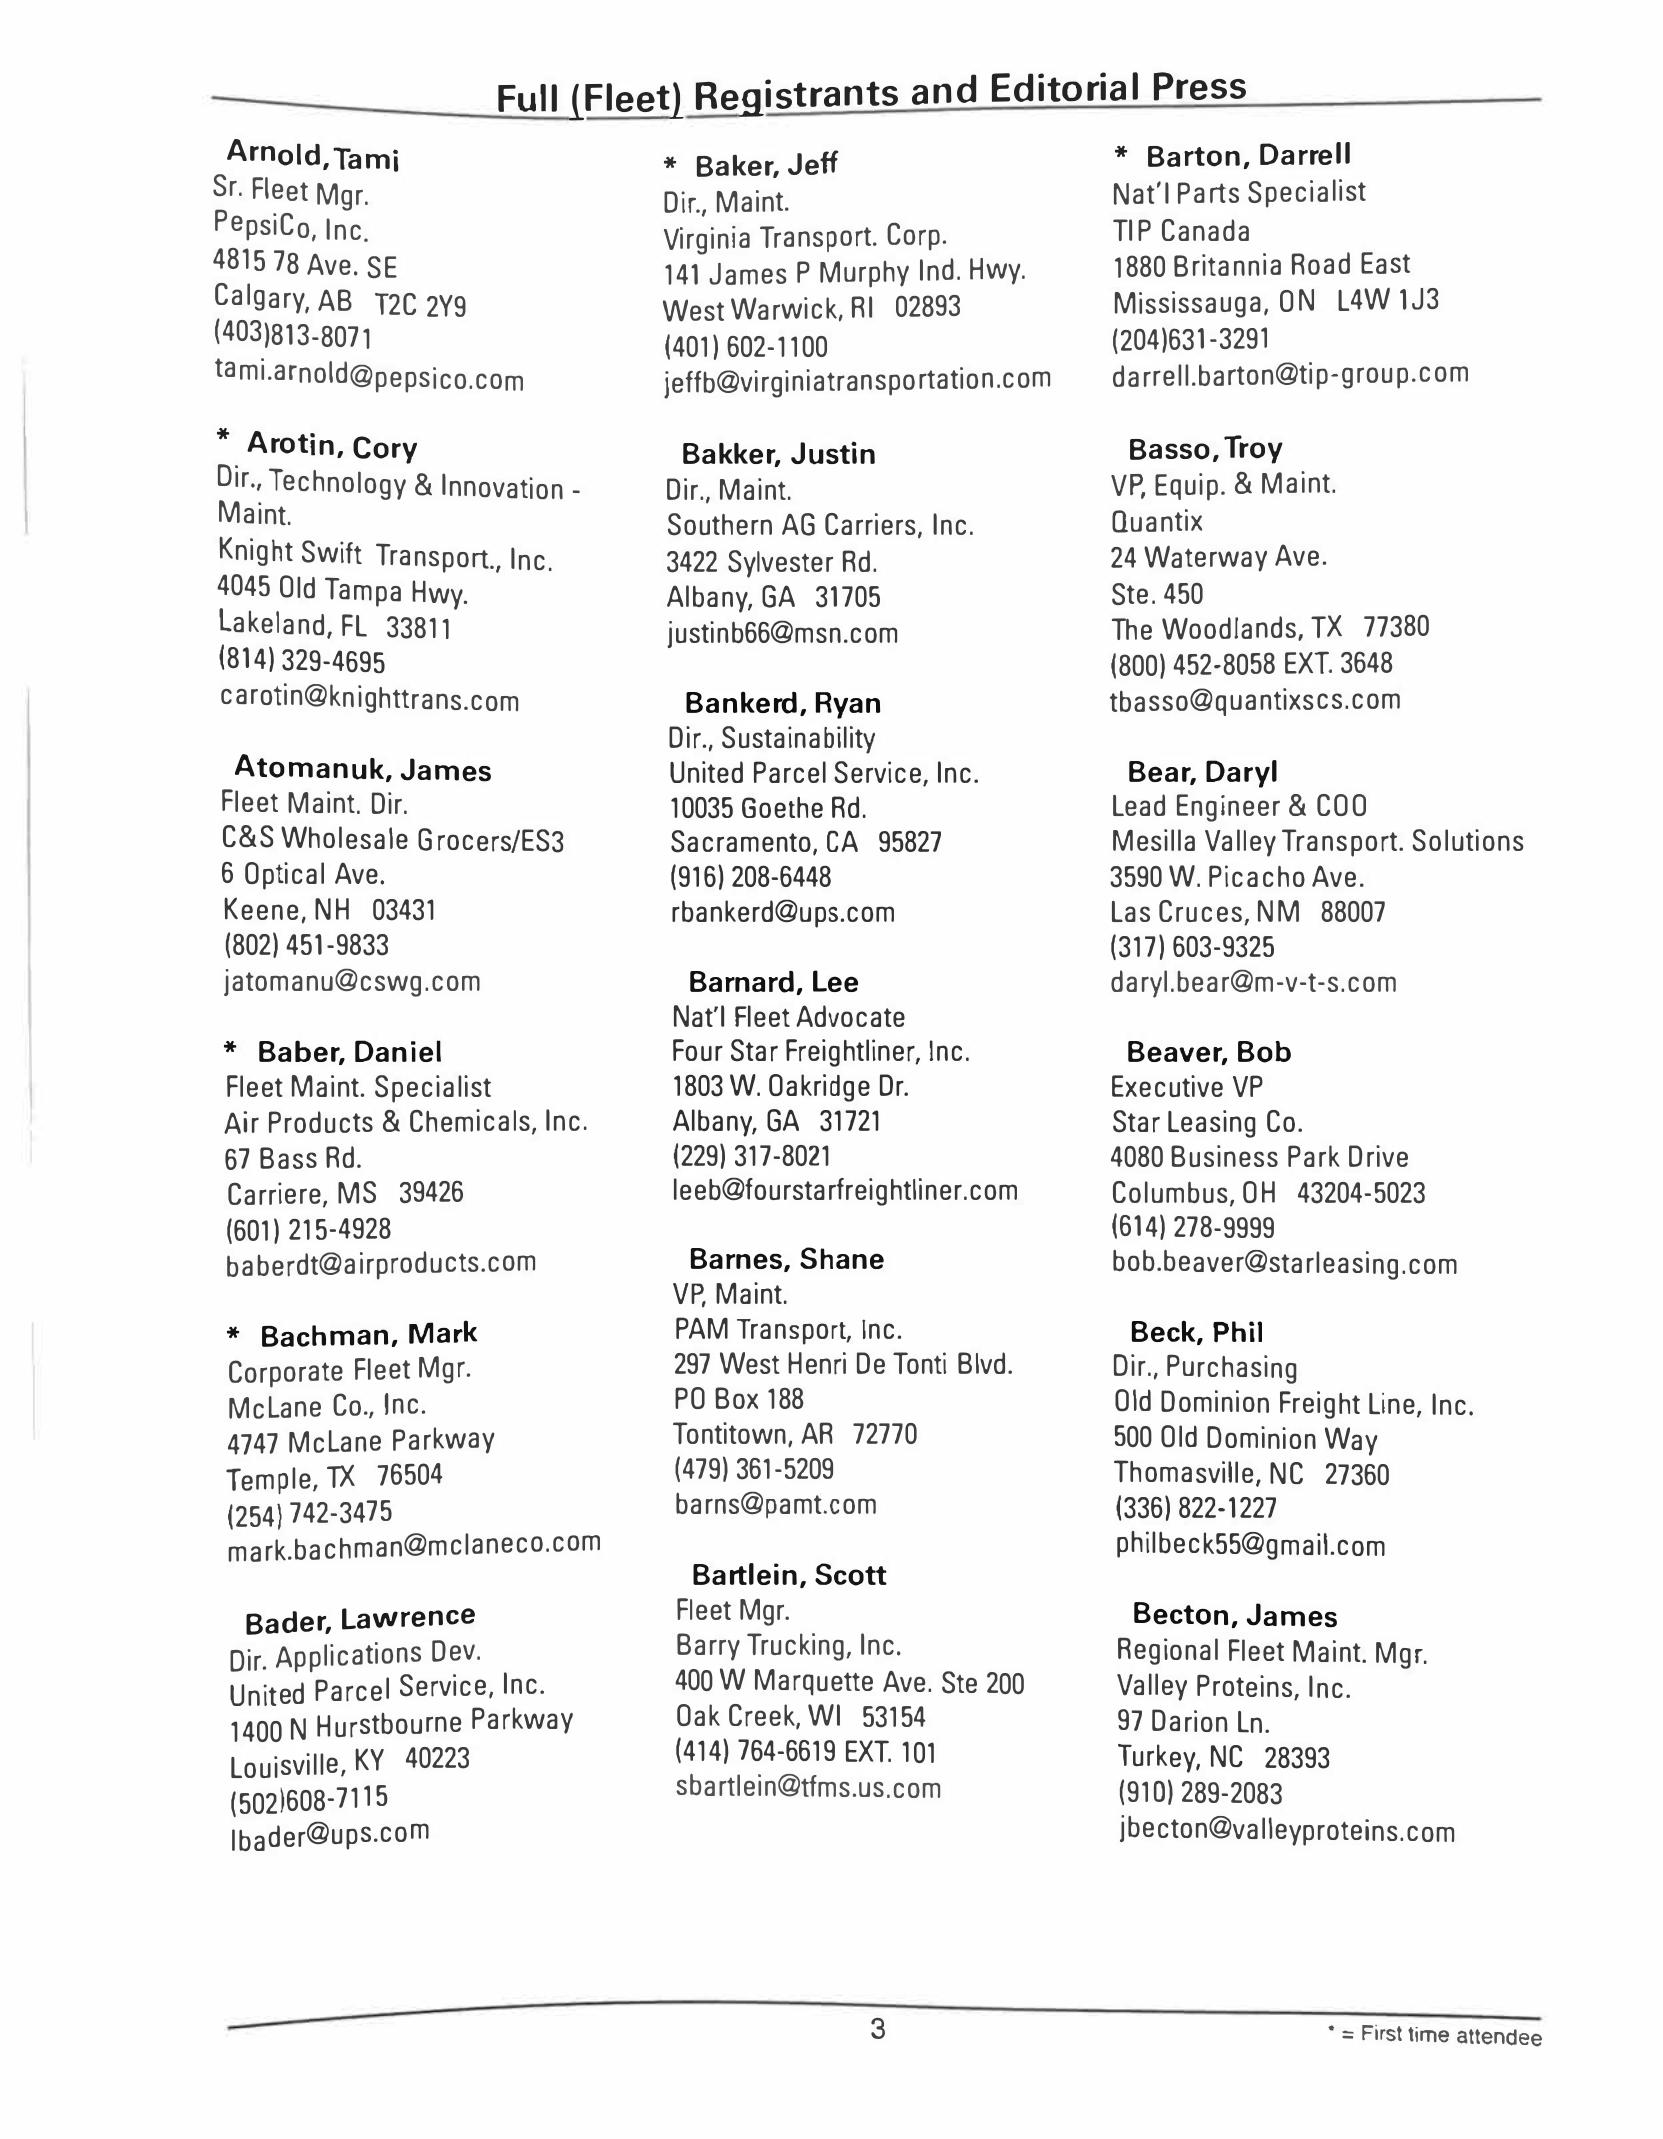 Full (Fleet) Registrants and Editorial Press
Arnold, Tami
Sr. Fleet Mgr.
PepsiCo, Inc.
4815 78 Ave. SE
Calgary, AB T2C 2Y9
(403)813-8071
tami.arnold@pepsico.com
* Arotin, Cory
Dir., Technology & Innovation -
Maint.
Knight Swift Transport., Inc.
4045 Old Tampa Hwy.
Lakeland, FL 33811
(814) 329-4695
carotin@knighttrans.com
Atomanuk, James
Fleet Maint. Dir.
C&S Wholesale Grocers/ES3
6 Optical Ave.
Keene, NH 03431
(802) 451-9833
jatomanu@cswg.com
* Baber, Daniel
Fleet Maint. Specialist
Air Products & Chemicals, Inc.
67 Bass Rd.
Carriere, MS 39426
(601) 215-4928
baberdt@airproducts.com
* Bachman, Mark
Corporate Fleet Mgr.
McLane Co., Inc.
4747 McLane Parkway
Temple, TX 76504
(254) 742-3475
mark.bachman@mclaneco.com
Bader, Lawrence
Dir. Applications Dev.
United Parcel Service, Inc.
1400 N Hurstbourne Parkway
Louisville, KY 40223
(502)608-7115
lbader@ups.com
* Baker, Jeff
Dir., Maint.
Virginia Transport. Corp.
141 James P Murphy Ind. Hwy.
West Warwick, RI 02893
(401) 602-1100
jeffb@virginiatransportation.com
Bakker, Justin
Dir., Maint.
Southern AG Carriers, Inc.
3422 Sylvester Rd.
Albany, GA 31705
justinb66@msn.com
Bankerd, Ryan
Dir., Sustainability
United Parcel Service, Inc.
10035 Goethe Rd.
Sacramento, CA 95827
(916) 208-6448
rbankerd@ups.com
Barnard, Lee
Nat'l Fleet Advocate
Four Star Freightliner, Inc.
1803 W. Oakridge Dr.
Albany, GA 31721
(229) 317-8021
leeb@fourstarfreightliner.com
Barnes, Shane
VP, Maint.
PAM Transport, Inc.
297 West Henri De Tonti Blvd.
PO Box 188
Tontitown, AR 72770
(479) 361-5209
barns@pamt.com
Bartlein, Scott
Fleet Mgr.
Barry Trucking, Inc.
400 W Marquette Ave. Ste 200
Oak Creek, WI 53154
(414) 764-6619 EXT. 101
sbartlein@tfms.us.com
* Barton, Darrell
Nat'l Parts Specialist
TIP Canada
1880 Britannia Road East
Mississauga, ON L4W 1J3
(204)631-3291
darrell.barton@tip-group.com
Basso, Troy
VP, Equip. & Maint.
Quantix
24 Waterway Ave.
Ste. 450
The Woodlands, TX 77380
(800) 452-8058 EXT. 3648
tbasso@quantixscs.com
Bear, Daryl
Lead Engineer & COO
Mesilla Valley Transport. Solutions
3590 W. Picacho Ave.
Las Cruces, NM 88007
(317) 603-9325
daryl.bear@m-v-t-s.com
Beaver, Bob
Executive VP
Star Leasing Co.
4080 Business Park Drive
Columbus, OH 43204-5023
(614) 278-9999
bob.beaver@starleasing.com
Beck, Phil
Dir., Purchasing
Old Dominion Freight Line, Inc.
500 Old Dominion Way
Thomasville, NC 27360
(336) 822-1227
philbeck55@gmail.com
Becton, James
Regional Fleet Maint. Mgr.
Valley Proteins, Inc.
97 Darion Ln.
Turkey, NC 28393
(910) 289-2083
jbecton@valleyproteins.com
3
* = First time attendee